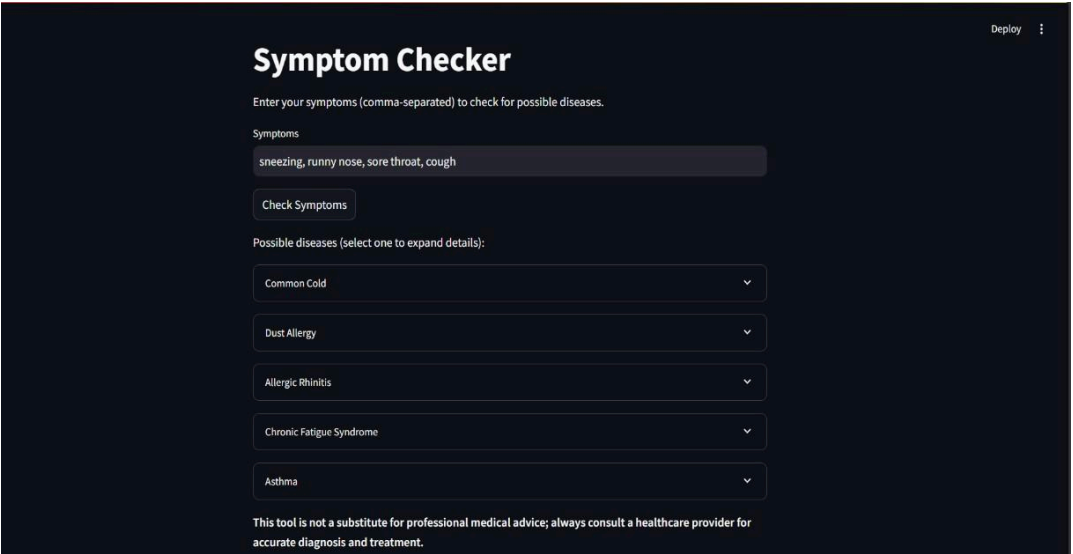 Deploy
Symptom Checker
Enter your symptoms (comma-separated) to check for possible diseases.
Symptoms
sneezing, runny nose, sore throat, cough
Check Symptoms
Possible diseases (select one to expand details):
Common Cold
Dust Allergy
Allergic Rhinitis
Chronic Fatigue Syndrome
Asthma
This tool is not a substitute for professional medical advice; always consult a healthcare provider for
accurate diagnosis and treatment.